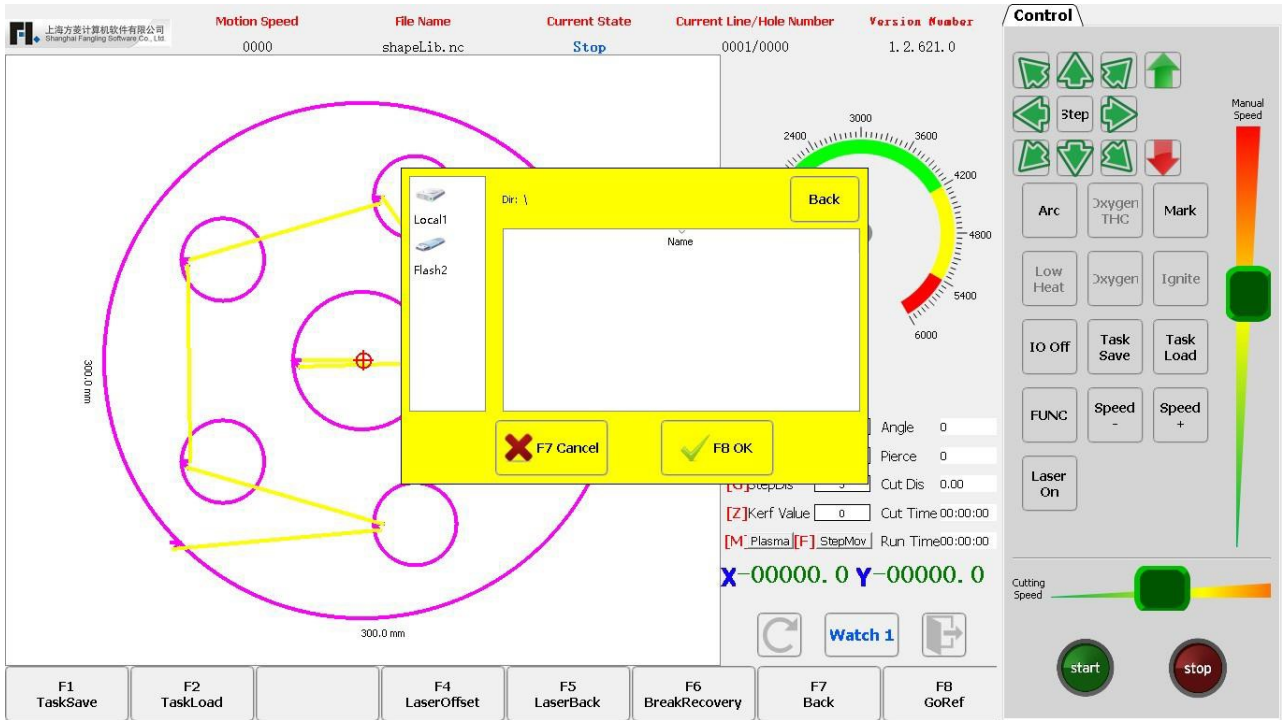 上海方菱计算机软件有限公司
Shanghai Fangling Software Co., Ltd.
Motion Speed
0000
File Name
shapeLib.nc
Current State
Stop
Current Line/Hole Number
0001/0000
Version Number
1.2.621.0
Control
2400
3000
3600
4200
4800
5400
6000
300.0 mm
300.0 mm
Local1
Flash2
Dir: \
Back
Name
F7 Cancel
F8 OK
Angle 0
Pierce 0
Cut Dis 0.00
[Z]Kerf Value 0
Cut Time 00:00:00
[M Plasma [F] StepMov
Run Time00:00:00
X-00000.0 Y-00000.0
Watch 1
Step
Manual
Speed
Arc
Oxygen
THC
Mark
Low
Heat
Oxygen
Ignite
IO Off
Task
Save
Task
Load
FUNC
Speed
-
Speed
+
Laser
On
Cutting
Speed
start
stop
F1
TaskSave
F2
TaskLoad
F4
LaserOffset
F5
LaserBack
F6
BreakRecovery
F7
Back
F8
GoRef